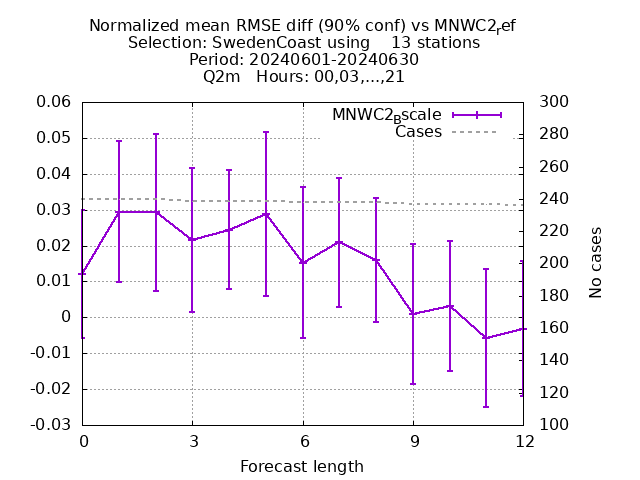 Normalized mean RMSE diff (90% conf) vs MNWC2ref
Selection: SwedenCoast using 13 stations
Period: 20240601-20240630
Q2m Hours: 00,03,...,21
MNWC2Bscale
Cases
0.06
0.05
0.04
0.03
0.02
0.01
0
-0.01
-0.02
-0.03
300
280
260
240
220
200
180
160
140
120
100
No cases
0 3 6 9 12
Forecast length